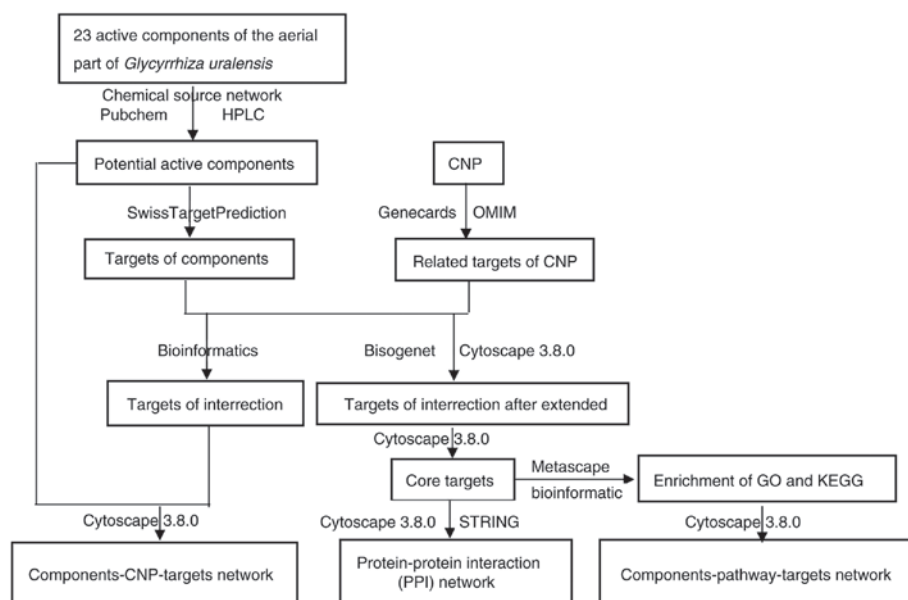 23 active components of the aerial
part of Glycyrrhiza uralensis
Chemical source network
Pubchem HPLC
Potential active components
CNP
SwissTargetPrediction
Genecards OMIM
Targets of components
Related targets of CNP
Bioinformatics
Bisogenet Cytoscape 3.8.0
Targets of interrection
Targets of interrection after extended
Cytoscape 3.8.0
Core targets
Metascape
bioinformatic
Enrichment of GO and KEGG
Cytoscape 3.8.0
Cytoscape 3.8.0 STRING
Cytoscape 3.8.0
Components-CNP-targets network
Protein-protein interaction
(PPI) network
Components-pathway-targets network